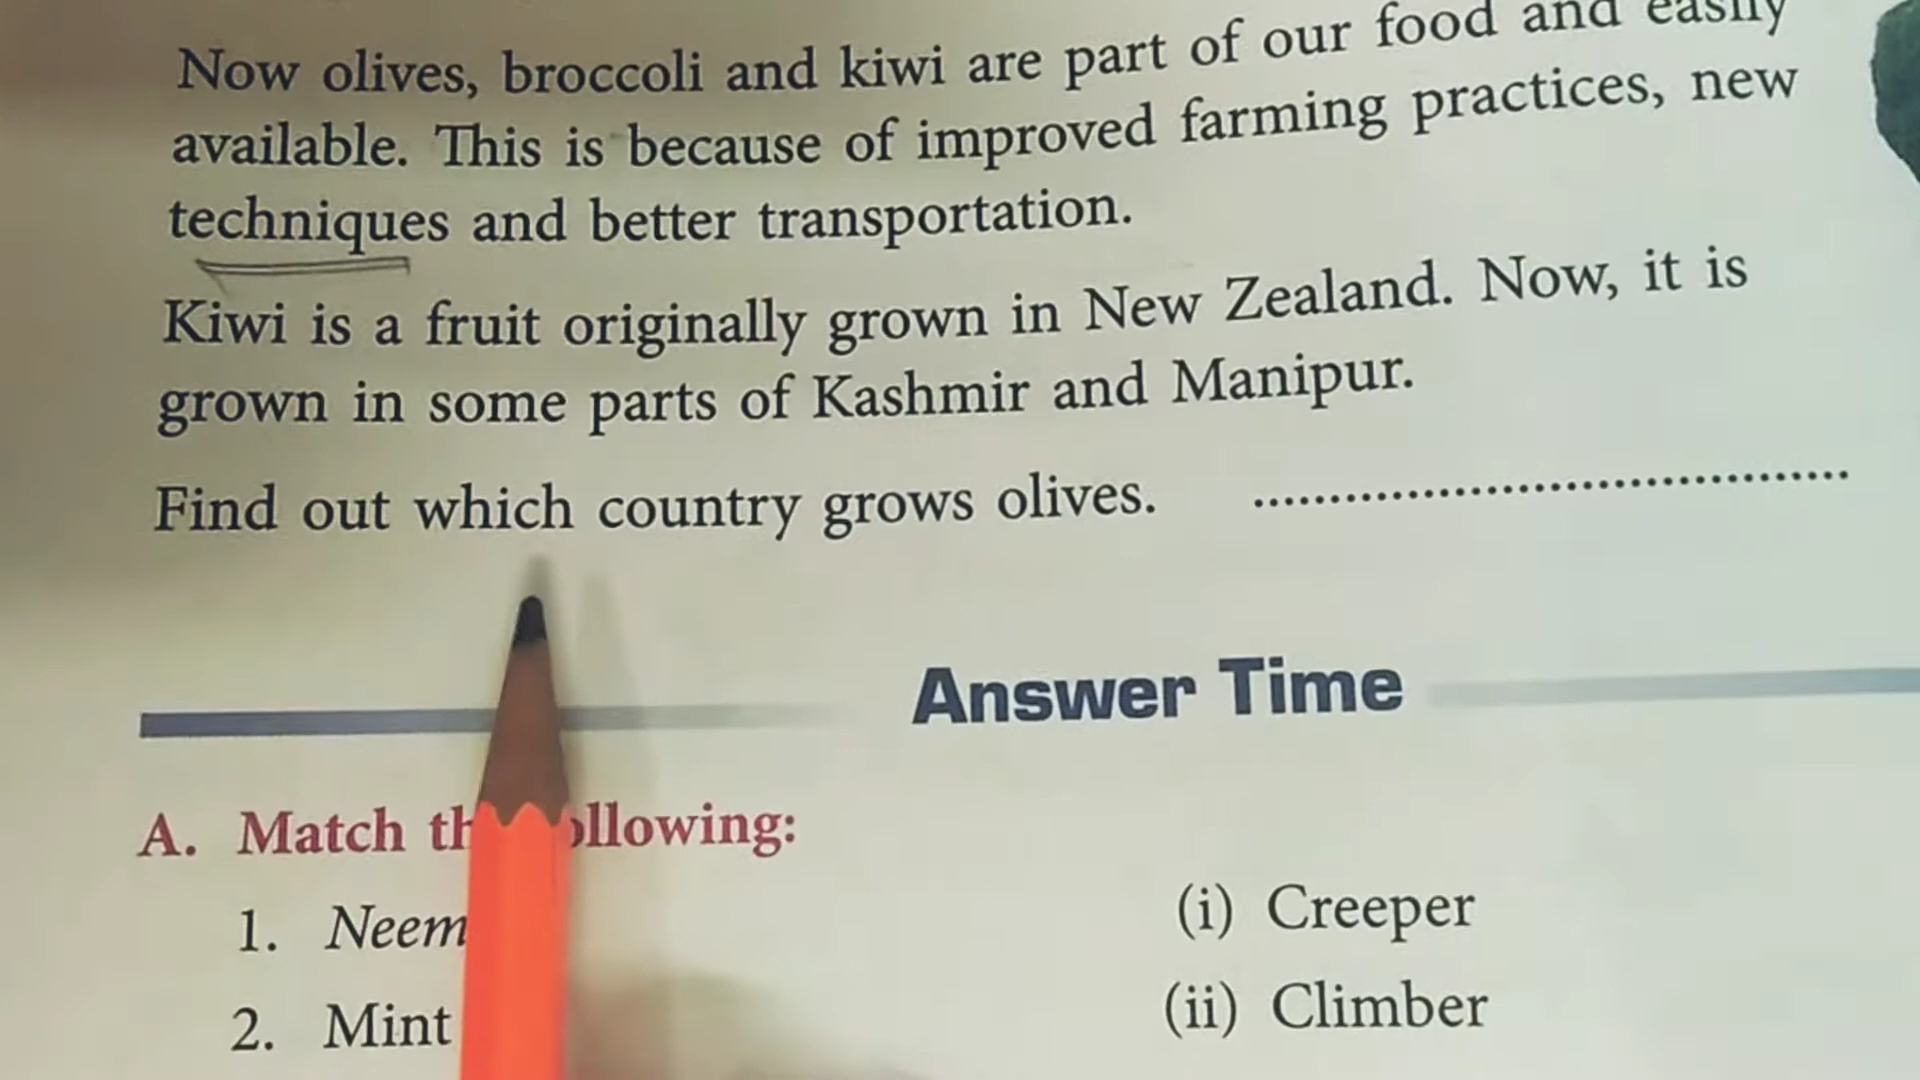 Now olives, broccoli and kiwi are part of our food and easily
available. This is because of improved farming practices, new
techniques and better transportation.
Kiwi is a fruit originally grown in New Zealand. Now, it is
grown in some parts of Kashmir and Manipur.
Find out which country grows olives. ........................................
Answer Time
A. Match the following:
1. Neem (i) Creeper
2. Mint (ii) Climber